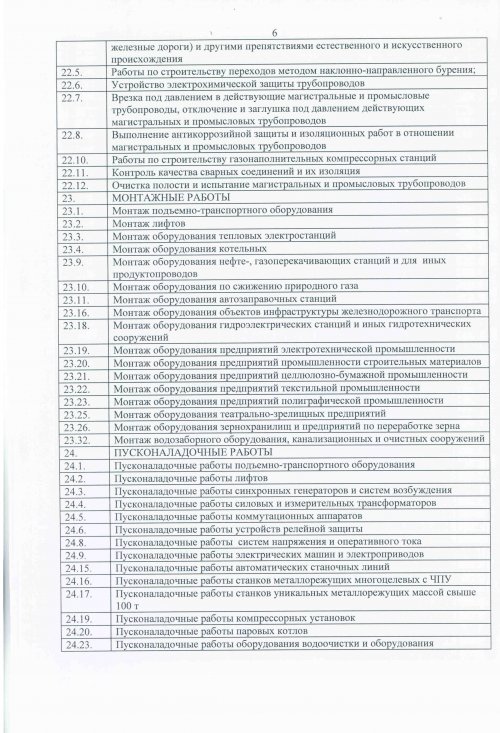 6
железные дороги) и другими препятствиями естественного и искусственного
происхождения
22.5. Работы по строительству переходов методом наклонно-направленного бурения;
22.6. Устройство электрохимической защиты трубопроводов
22.7. Врезка под давлением в действующие магистральные и промысловые
трубопроводы, отключение и заглушка под давлением действующих
магистральных и промысловых трубопроводов
22.8. Выполнение антикоррозийной защиты и изоляционных работ в отношении
магистральных и промысловых трубопроводов
22.10. Работы по строительству газонаполнительных компрессорных станций
22.11. Контроль качества сварных соединений и их изоляция
22.12. Очистка полости и испытание магистральных и промысловых трубопроводов
23. МОНТАЖНЫЕ РАБОТЫ
23.1. Монтаж подъемно-транспортного оборудования
23.2. Монтаж лифтов
23.3. Монтаж оборудования тепловых электростанций
23.4. Монтаж оборудования котельных
23.9. Монтаж оборудования нефте-, газоперекачивающих станций и для иных
продуктопроводов
23.10. Монтаж оборудования по сжижению природного газа
23.11. Монтаж оборудования автозаправочных станций
23.16. Монтаж оборудования объектов инфраструктуры железнодорожного транспорта
23.18. Монтаж оборудования гидроэлектрических станций и иных гидротехнических
сооружений
23.19. Монтаж оборудования предприятий электротехнической промышленности
23.20. Монтаж оборудования предприятий промышленности строительных материалов
23.21. Монтаж оборудования предприятий целлюлозно-бумажной промышленности
23.22. Монтаж оборудования предприятий текстильной промышленности
23.23. Монтаж оборудования предприятий полиграфической промышленности
23.25. Монтаж оборудования театрально-зрелищных предприятий
23.26. Монтаж оборудования зернохранилищ и предприятий по переработке зерна
23.32. Монтаж водозаборного оборудования, канализационных и очистных сооружений
24. ПУСКОНАЛАДОЧНЫЕ РАБОТЫ
24.1. Пусконаладочные работы подъемно-транспортного оборудования
24.2. Пусконаладочные работы лифтов
24.3. Пусконаладочные работы синхронных генераторов и систем возбуждения
24.4. Пусконаладочные работы силовых и измерительных трансформаторов
24.5. Пусконаладочные работы коммутационных аппаратов
24.6. Пусконаладочные работы устройств релейной защиты
24.8. Пусконаладочные работы систем напряжения и оперативного тока
24.9. Пусконаладочные работы электрических машин и электроприводов
24.15. Пусконаладочные работы автоматических станочных линий
24.16. Пусконаладочные работы станков металлорежущих многоцелевых с ЧПУ
24.17. Пусконаладочные работы станков уникальных металлорежущих массой свыше
100 т
24.19. Пусконаладочные работы компрессорных установок
24.20. Пусконаладочные работы паровых котлов
24.23. Пусконаладочные работы оборудования водоочистки и оборудования